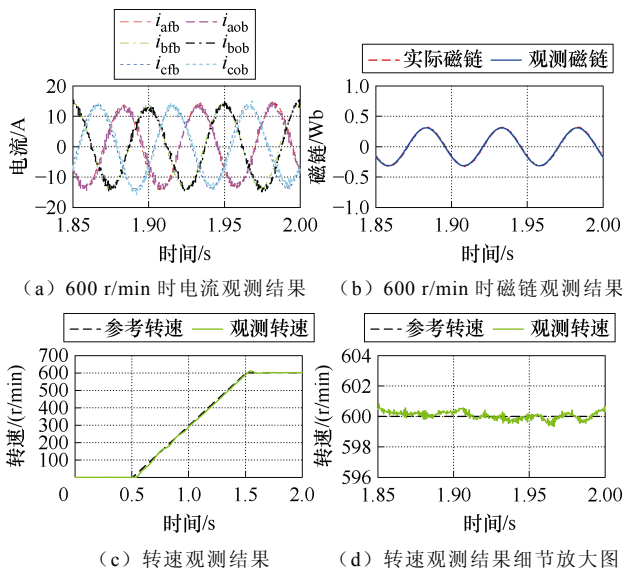 i_afb i_aob
i_bfb i_bob
i_cfb i_cob
电流/A
20
10
0
−10
−20
1.85 1.90 1.95 2.00
时间/s
（a）600 r/min 时电流观测结果
实际磁链 观测磁链
磁链/Wb
1.0
0.5
0
−0.5
−1.0
1.85 1.90 1.95 2.00
时间/s
（b）600 r/min 时磁链观测结果
参考转速 观测转速
转速/(r/min)
700
600
500
400
300
200
100
0 0.5 1.0 1.5 2.0
时间/s
（c）转速观测结果
参考转速 观测转速
转速/(r/min)
604
602
600
598
596
1.85 1.90 1.95 2.00
时间/s
（d）转速观测结果细节放大图